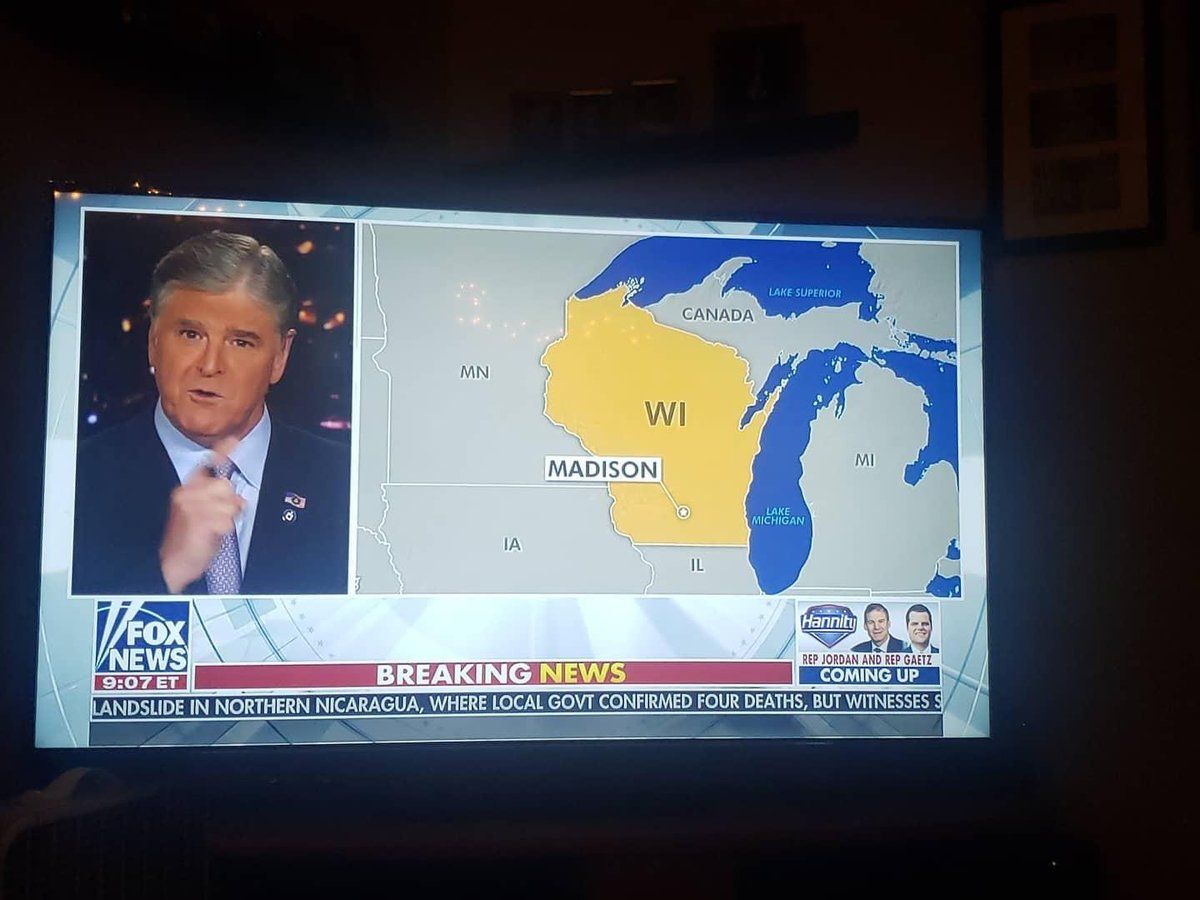 LAKE SUPERIOR
CANADA
MN
WI
MADISON
MI
LAKE
MICHIGAN
IA
IL
FOX
NEWS
9:07 ET
BREAKING NEWS
Hannity
REP JORDAN AND REP GAETZ
COMING UP
LANDSLIDE IN NORTHERN NICARAGUA, WHERE LOCAL GOVT CONFIRMED FOUR DEATHS, BUT WITNESSES S